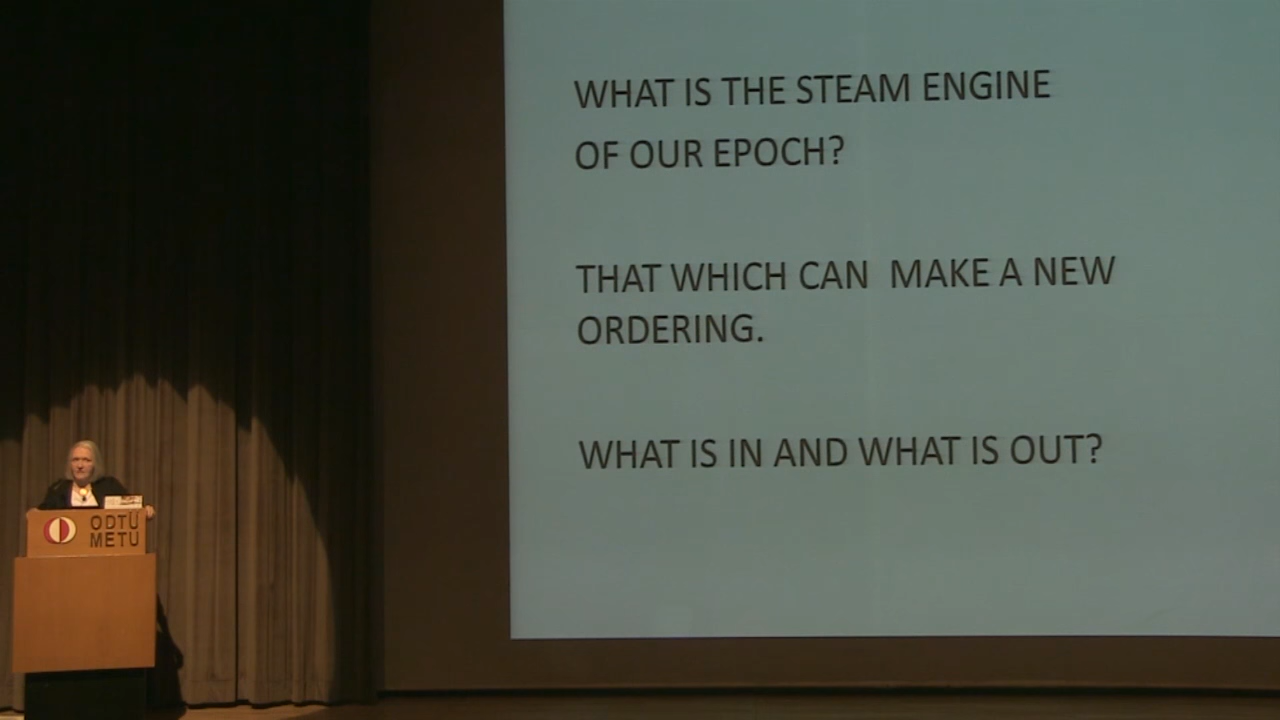 WHAT IS THE STEAM ENGINE
OF OUR EPOCH?
THAT WHICH CAN MAKE A NEW
ORDERING.
WHAT IS IN AND WHAT IS OUT?
ODTÜ
METU